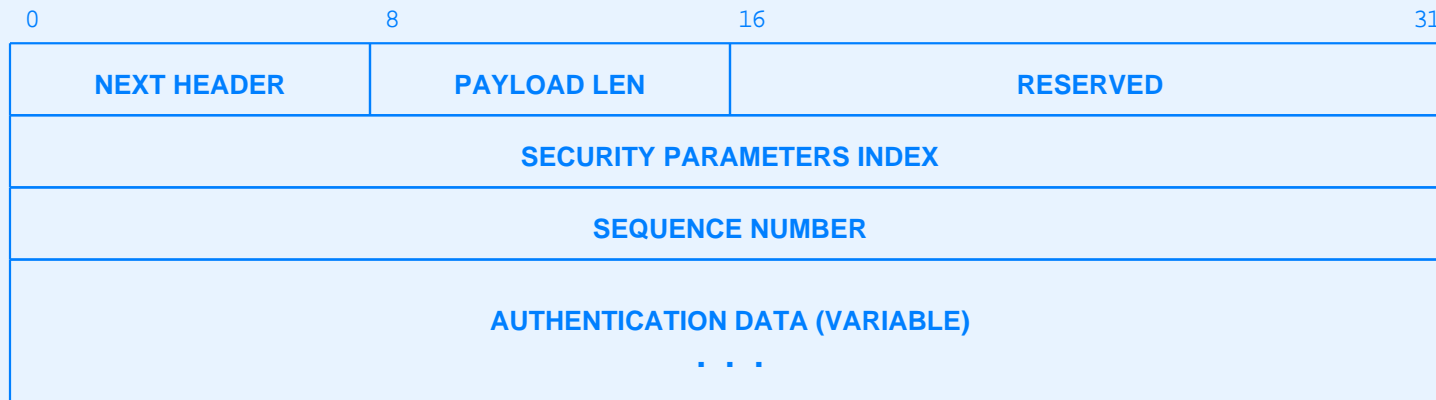 0 8 16 31
NEXT HEADER PAYLOAD LEN RESERVED
SECURITY PARAMETERS INDEX
SEQUENCE NUMBER
AUTHENTICATION DATA (VARIABLE)
. . .